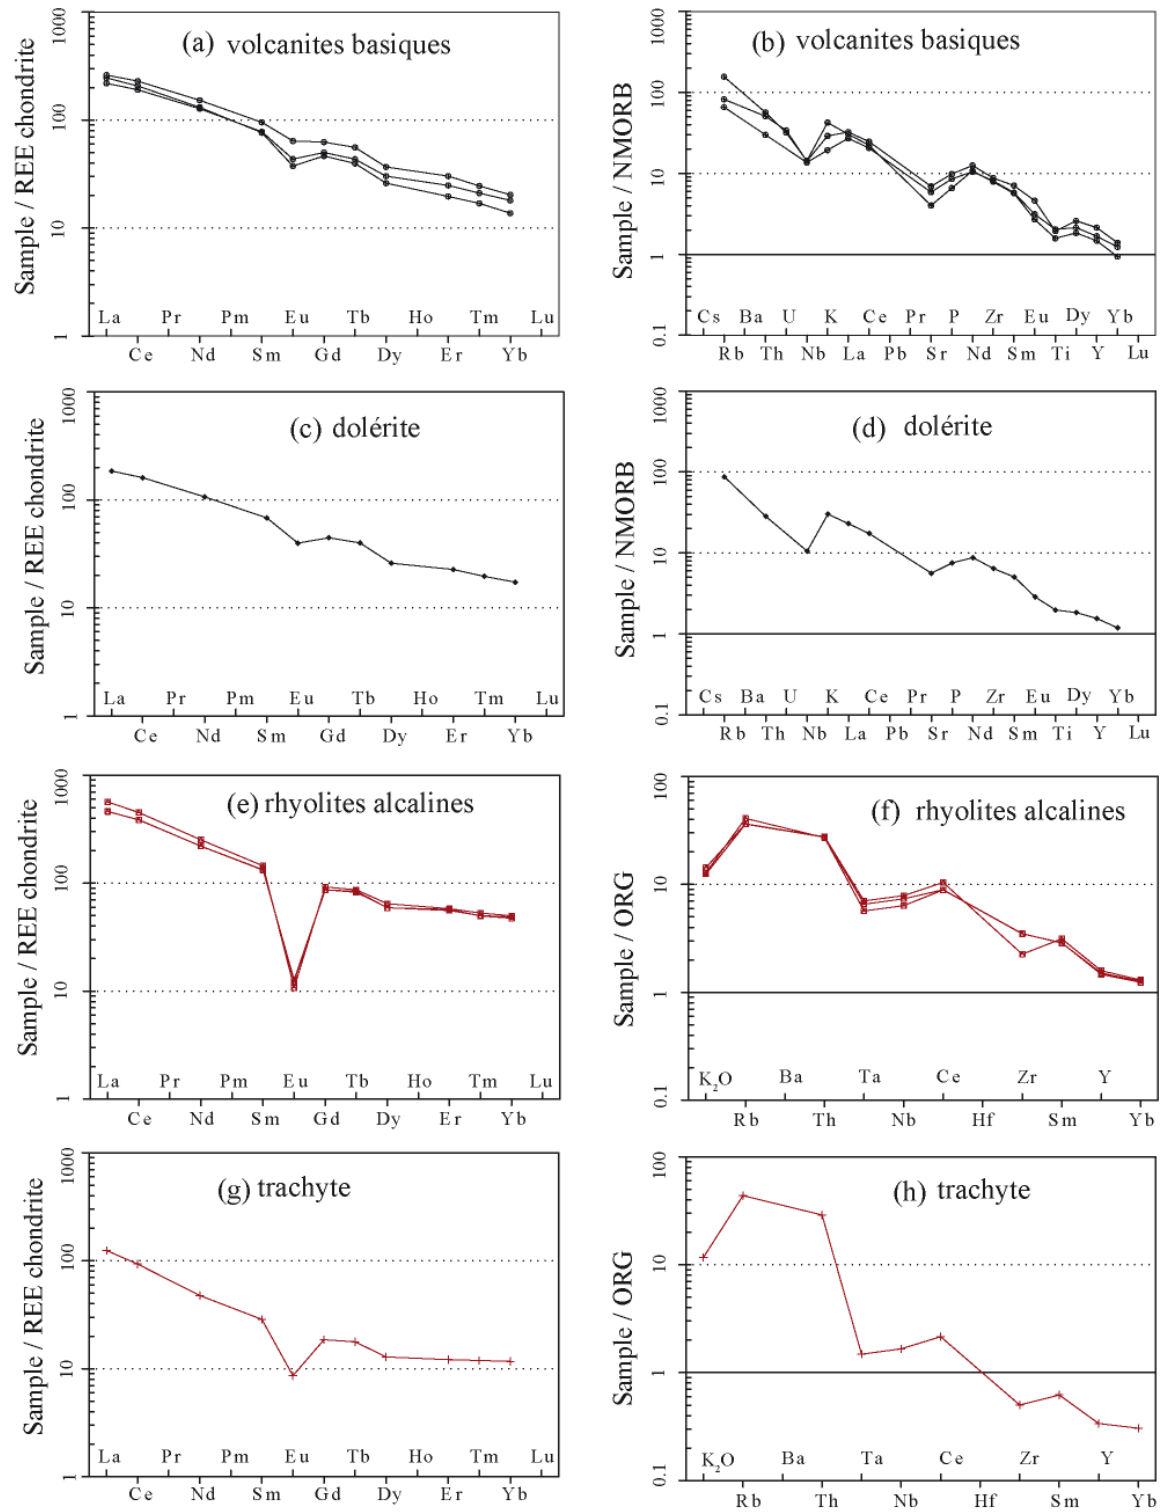 (a) volcanites basiques
Sample / REE chondrite
1000
100
10
1
La Pr Pm Eu Tb Ho Tm Lu
Ce Nd Sm Gd Dy Er Yb
(b) volcanites basiques
Sample / NMORB
1000
100
10
1
0.1
Cs Ba U K Ce Pr P Zr Eu Dy Yb
Rb Th Nb La Pb Sr Nd Sm Ti Y Lu
(c) dolérite
Sample / REE chondrite
1000
100
10
1
La Pr Pm Eu Tb Ho Tm Lu
Ce Nd Sm Gd Dy Er Yb
(d) dolérite
Sample / NMORB
1000
100
10
1
0.1
Cs Ba U K Ce Pr P Zr Eu Dy Yb
Rb Th Nb La Pb Sr Nd Sm Ti Y Lu
(e) rhyolites alcalines
Sample / REE chondrite
1000
100
10
1
La Pr Pm Eu Tb Ho Tm Lu
Ce Nd Sm Gd Dy Er Yb
(f) rhyolites alcalines
Sample / ORG
100
10
1
0.1
K₂O Ba Ta Ce Zr Y
Rb Th Nb Hf Sm Yb
(g) trachyte
Sample / REE chondrite
1000
100
10
1
La Pr Pm Eu Tb Ho Tm Lu
Ce Nd Sm Gd Dy Er Yb
(h) trachyte
Sample / ORG
100
10
1
0.1
K₂O Ba Ta Ce Zr Y
Rb Th Nb Hf Sm Yb